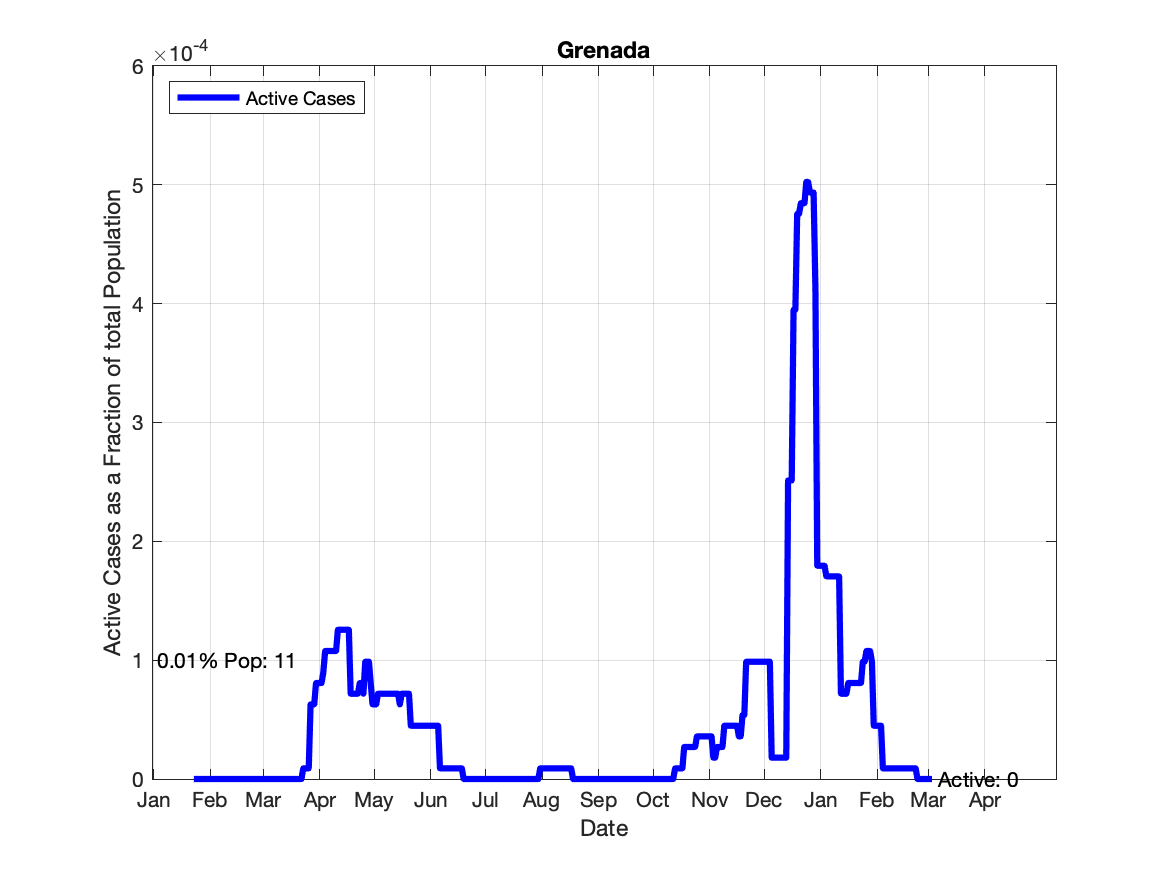 Grenada
×10-4
Active Cases
Active Cases as a Fraction of total Population
6
5
4
3
2
1
0
0.01% Pop: 11
Active: 0
Jan Feb Mar Apr May Jun Jul Aug Sep Oct Nov Dec Jan Feb Mar Apr
Date